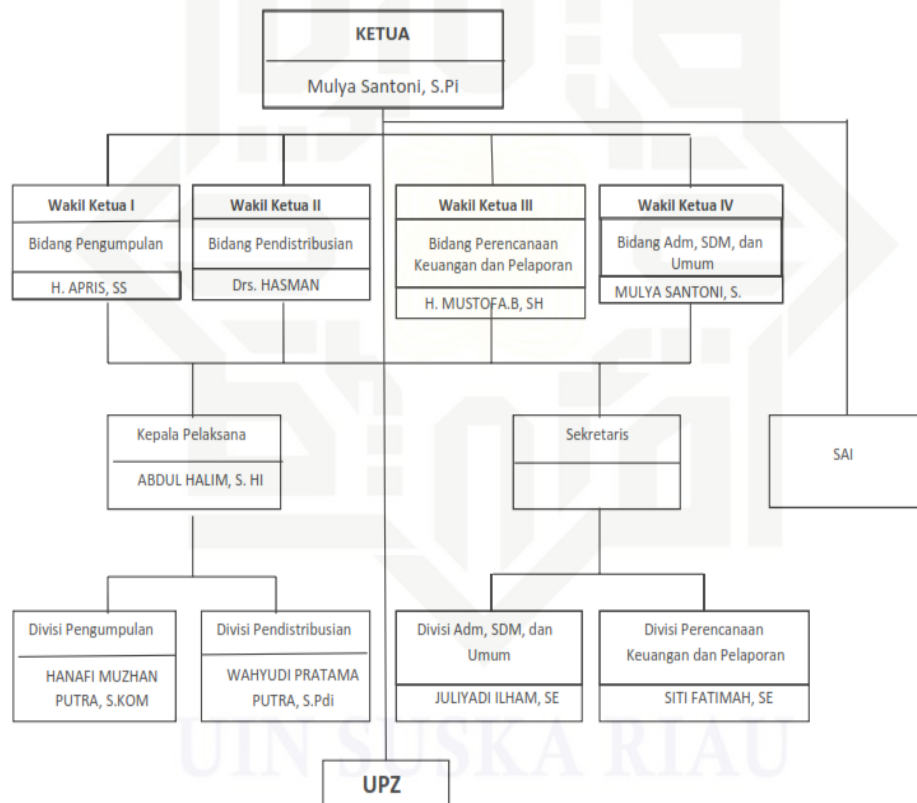 KETUA
Mulya Santoni, S.Pi
Wakil Ketua I
Bidang Pengumpulan
H. APRIS, SS
Wakil Ketua II
Bidang Pendistribusian
Drs. HASMAN
Wakil Ketua III
Bidang Perencanaan
Keuangan dan Pelaporan
H. MUSTOFA.B, SH
Wakil Ketua IV
Bidang Adm, SDM, dan
Umum
MULYA SANTONI, S.
Kepala Pelaksana
ABDUL HALIM, S. HI
Sekretaris
SAI
Divisi Pengumpulan
HANAFI MUZHAN
PUTRA, S.KOM
Divisi Pendistribusian
WAHYUDI PRATAMA
PUTRA, S.Pdi
Divisi Adm, SDM, dan
Umum
JULIYADI ILHAM, SE
Divisi Perencanaan
Keuangan dan Pelaporan
SITI FATIMAH, SE
UIN SUSKA RIAU
UPZ